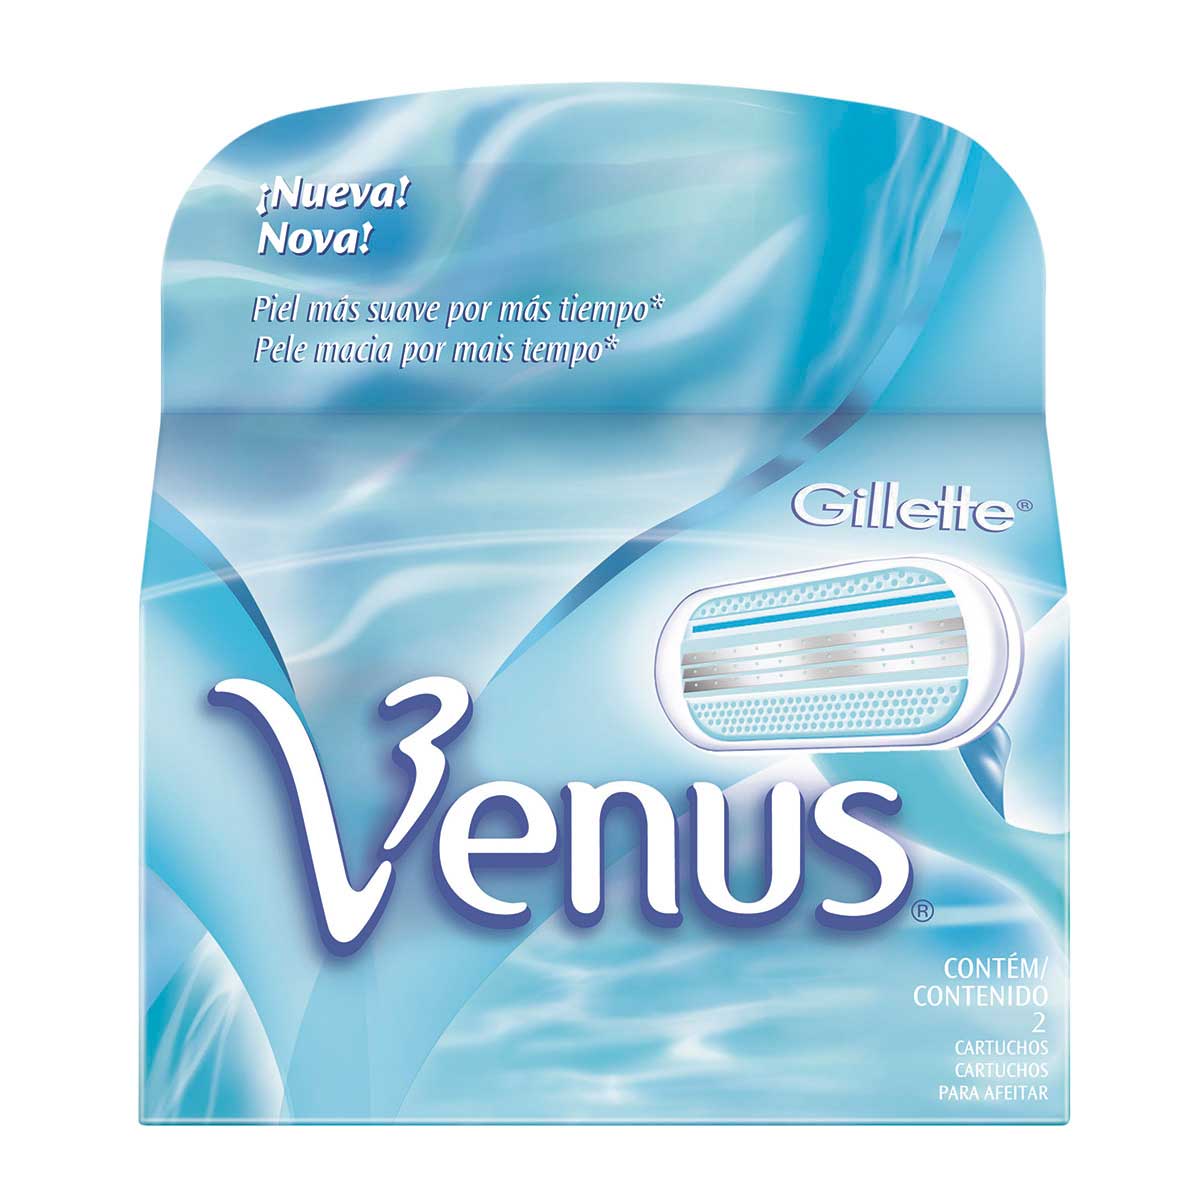 ¡Nueva!
Nova!
Piel más suave por más tiempo*
Pele macia por mais tempo*
Gillette®
V3enus®
CONTÉM/
CONTENIDO
2
CARTUCHOS
CARTUCHOS
PARA AFEITAR